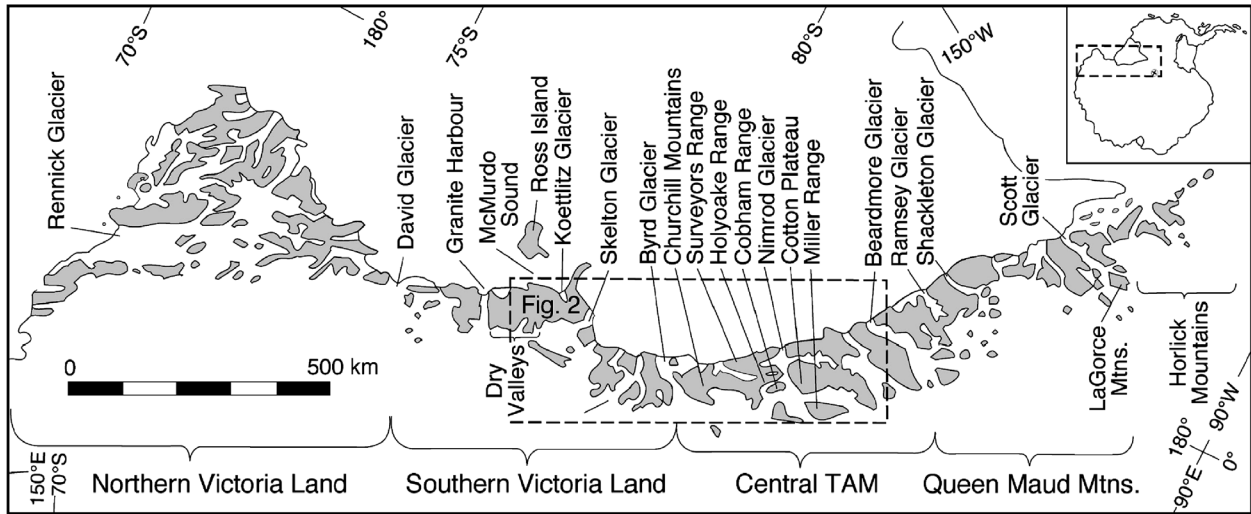 70°S
180°
75°S
80°S
150°W
Rennick Glacier
David Glacier
Granite Harbour
McMurdo
Sound
Ross Island
Koettlitz Glacier
Skelton Glacier
Byrd Glacier
Churchill Mountains
Surveyors Range
Holyoake Range
Cobham Range
Nimrod Glacier
Cotton Plateau
Miller Range
Beardmore Glacier
Ramsey Glacier
Shackleton Glacier
Scott
Glacier
Fig. 2
Dry
Valleys
0
500 km
LaGorce
Mtns.
Horlick
Mountains
90°W
180°
0°
90°E
150°E
70°S
Northern Victoria Land
Southern Victoria Land
Central TAM
Queen Maud Mtns.